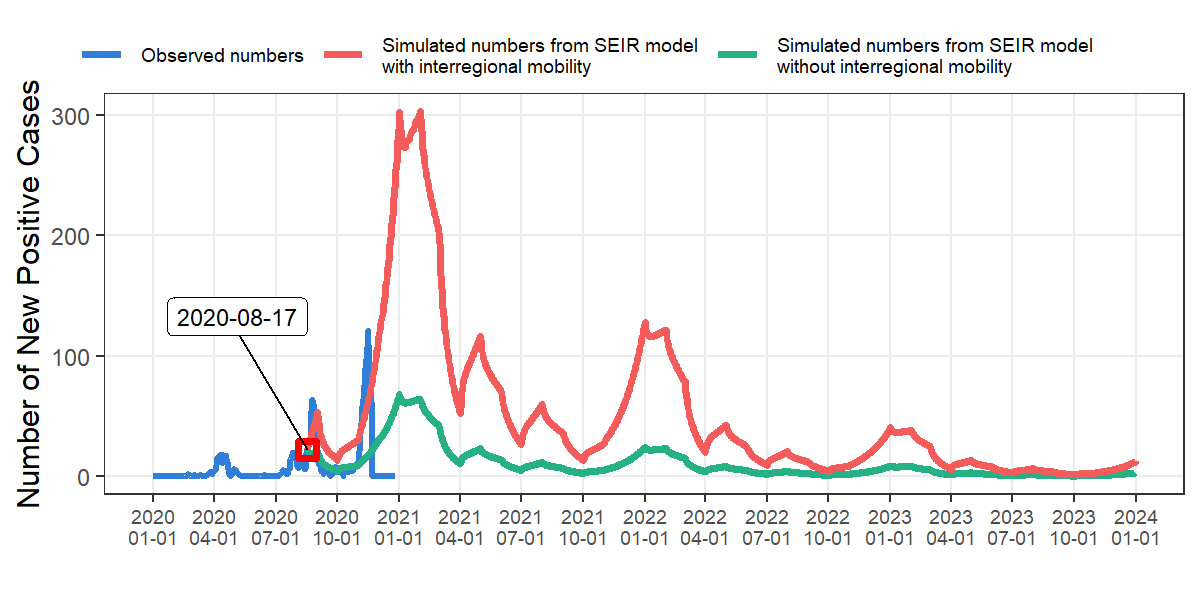 Observed numbers
Simulated numbers from SEIR model
with interregional mobility
Simulated numbers from SEIR model
without interregional mobility
Number of New Positive Cases
300
200
100
0
2020-08-17
2020 2020 2020 2020 2021 2021 2021 2021 2022 2022 2022 2022 2023 2023 2023 2023 2024
01-01 04-01 07-01 10-01 01-01 04-01 07-01 10-01 01-01 04-01 07-01 10-01 01-01 04-01 07-01 10-01 01-01